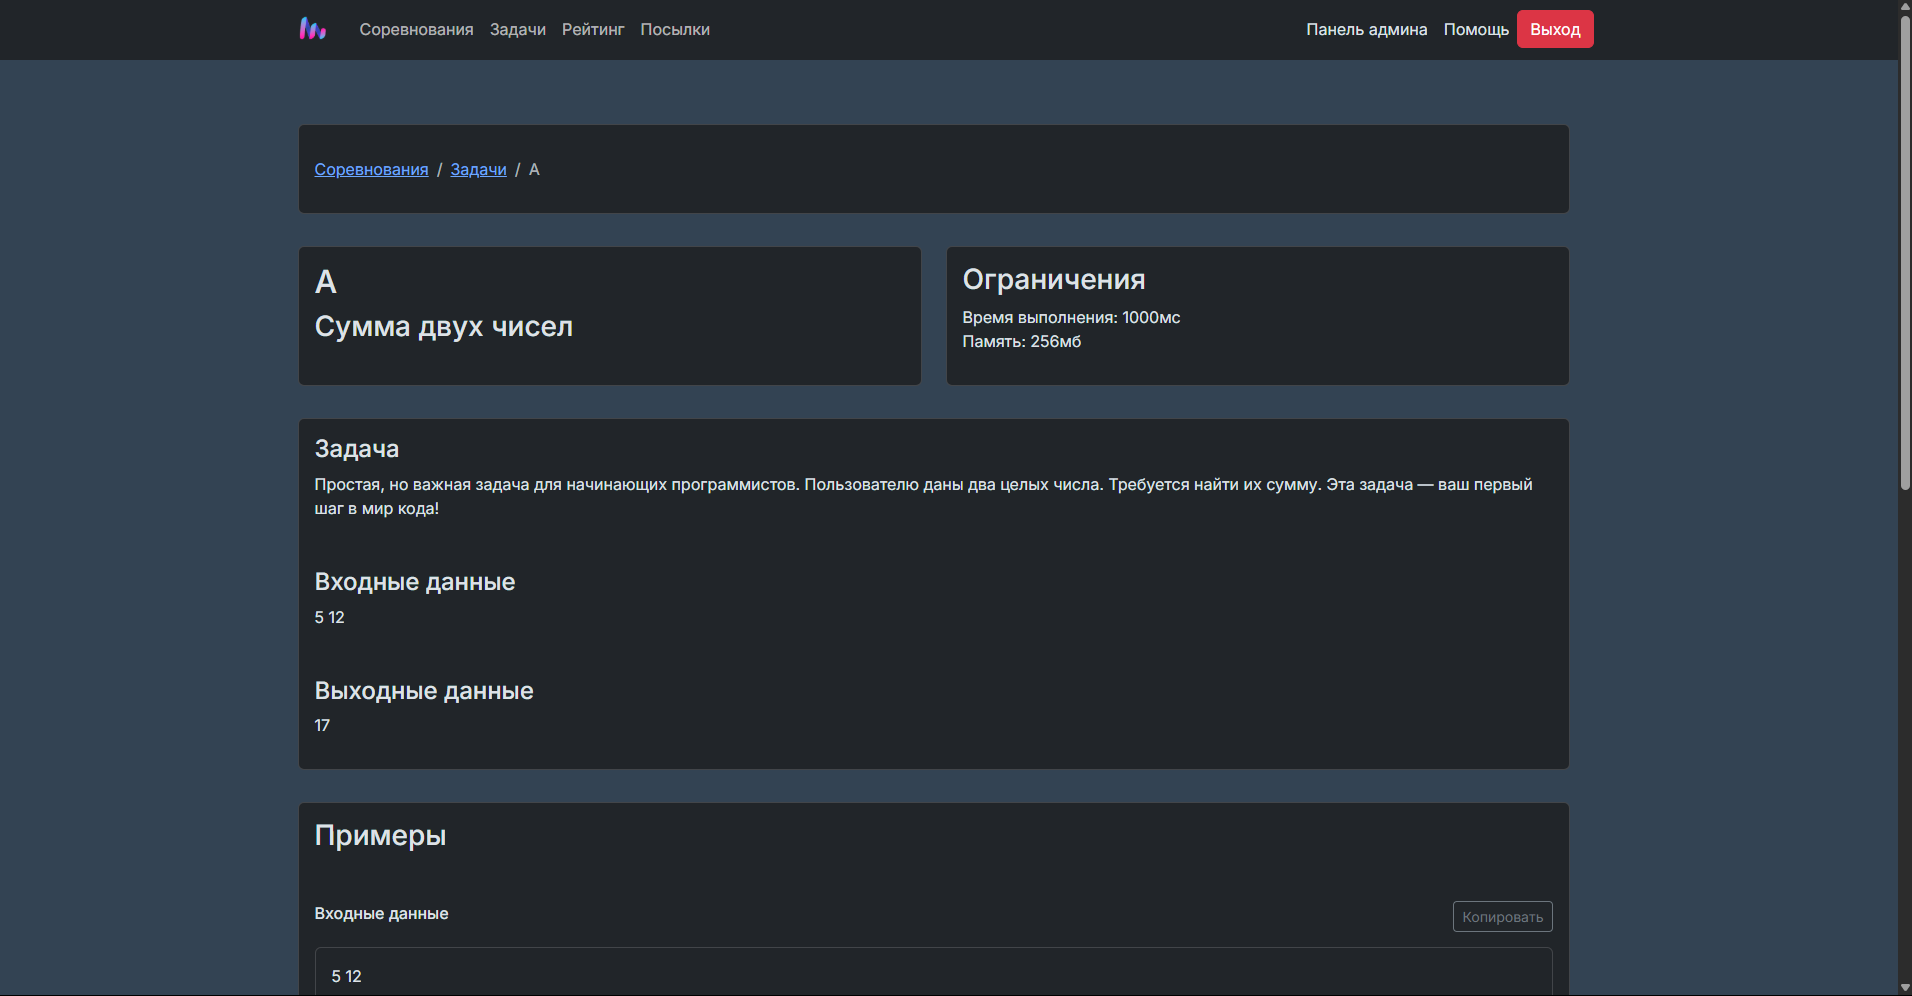 Соревнования Задачи Рейтинг Посылки Панель админа Помощь Выход
Соревнования / Задачи / A
A
Сумма двух чисел
Ограничения
Время выполнения: 1000мс
Память: 256мб
Задача
Простая, но важная задача для начинающих программистов. Пользователю даны два целых числа. Требуется найти их сумму. Эта задача — ваш первый
шаг в мир кода!
Входные данные
5 12
Выходные данные
17
Примеры
Входные данные
Копировать
5 12